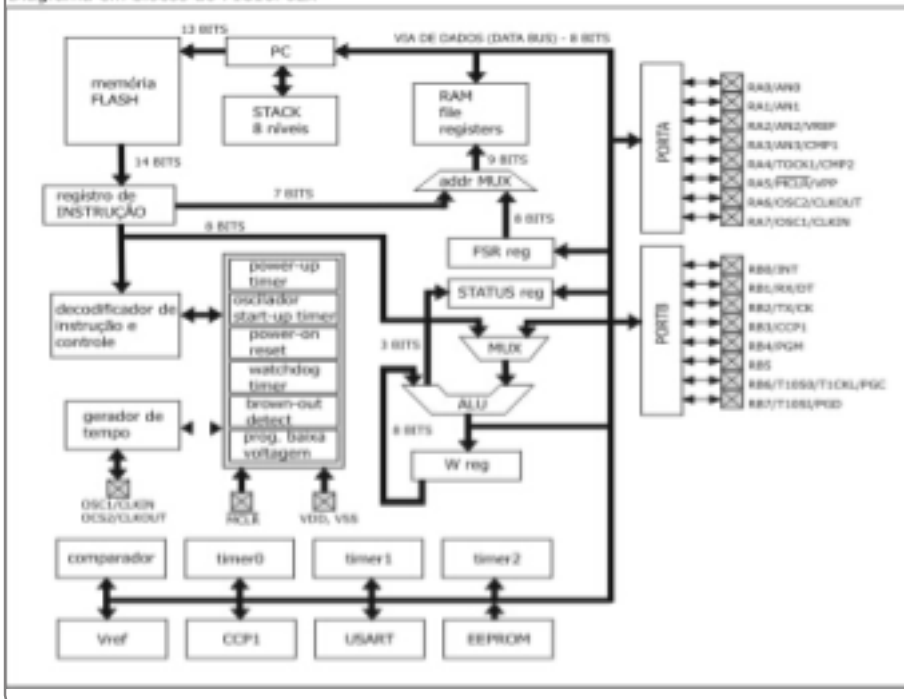 13 BITS
PC
VIA DE DADOS (DATA BUS) - 8 BITS
memória
FLASH
STACK
8 níveis
RAM
file
registers
PORTA
RA0/AN0
RA1/AN1
RA2/AN2/VREF
RA3/AN3/CMP1
RA4/TOCK1/CMP2
RA5/MCLR/VPP
RA6/OSC2/CLKOUT
RA7/OSC1/CLKIN
14 BITS
9 BITS
addr MUX
registro de
INSTRUÇÃO
7 BITS
8 BITS
8 BITS
FSR reg
STATUS reg
decodificador de
instrução e
controle
power-up
timer
oscilador
start-up timer
power-on
reset
watchdog
timer
brown-out
detect
prog. baixa
voltagem
3 BITS
MUX
ALU
8 BITS
W reg
PORTB
RB0/INT
RB1/RX/DT
RB2/TX/CK
RB3/CCP1
RB4/PGM
RB5
RB6/T1OSO/T1CKL/PGC
RB7/T1OSI/PGD
gerador de
tempo
OSC1/CLKIN
OCS2/CLKOUT
MCLR
VDD, VSS
comparador
timer0
timer1
timer2
Vref
CCP1
USART
EEPROM